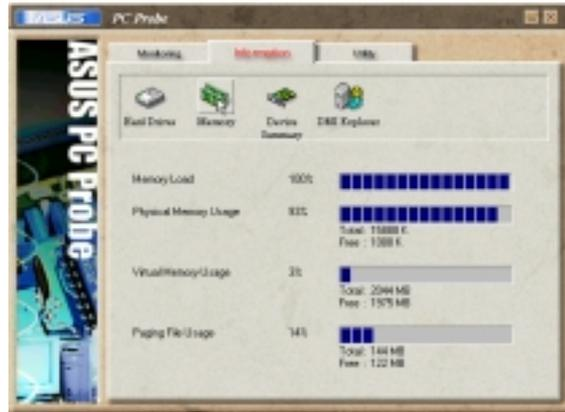 ASUS PC Probe
ASUS PC Probe
Monitoring Information Utility
Hard Drives Memory Device Summary DMI Explorer
Memory Load 100%
Physical Memory Usage 93%
Total: 15888 K.
Free : 1088 K.
Virtual Memory Usage 3%
Total: 2044 MB
Free : 1975 MB
Paging File Usage 14%
Total: 144 MB
Free : 122 MB